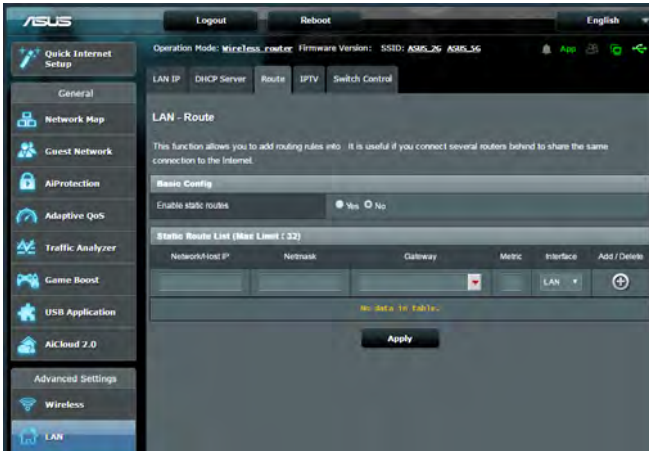 ASUS
Logout Reboot English
Quick Internet Setup
Operation Mode: Wireless router Firmware Version: SSID: ASUS_2G ASUS_5G
App
General
LAN IP DHCP Server Route IPTV Switch Control
Network Map
LAN - Route
Guest Network
This function allows you to add routing rules into . It is useful if you connect several routers behind to share the same
connection to the Internet.
AiProtection
Basic Config
Adaptive QoS
Enable static routes Yes No
Traffic Analyzer
Static Route List (Max Limit : 32)
Network/Host IP Netmask Gateway Metric Interface Add / Delete
Game Boost
LAN
USB Application
No data in table.
AiCloud 2.0
Apply
Advanced Settings
Wireless
LAN